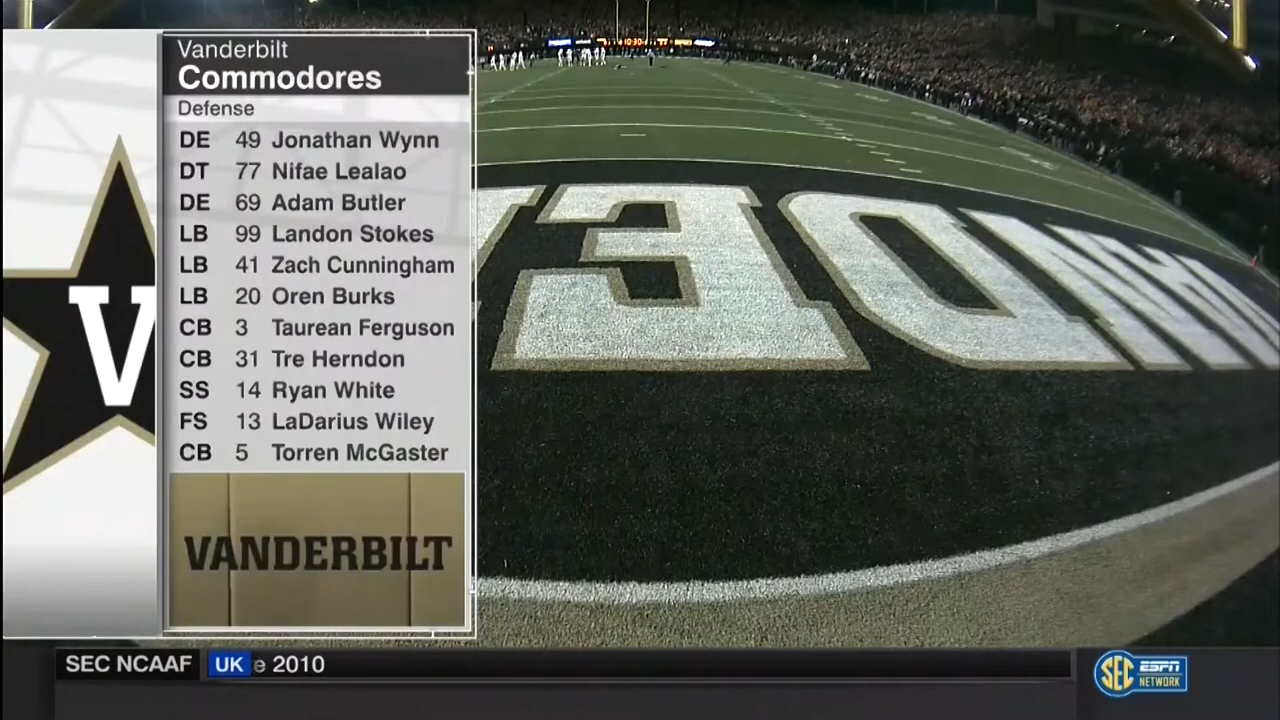 Vanderbilt
Commodores
Defense
DE 49 Jonathan Wynn
DT 77 Nifae Lealao
DE 69 Adam Butler
LB 99 Landon Stokes
LB 41 Zach Cunningham
LB 20 Oren Burks
CB 3 Taurean Ferguson
CB 31 Tre Herndon
SS 14 Ryan White
FS 13 LaDarius Wiley
CB 5 Torren McGaster
V
VANDERBILT
SEC NCAAF UK e 2010
SEC ESPN NETWORK